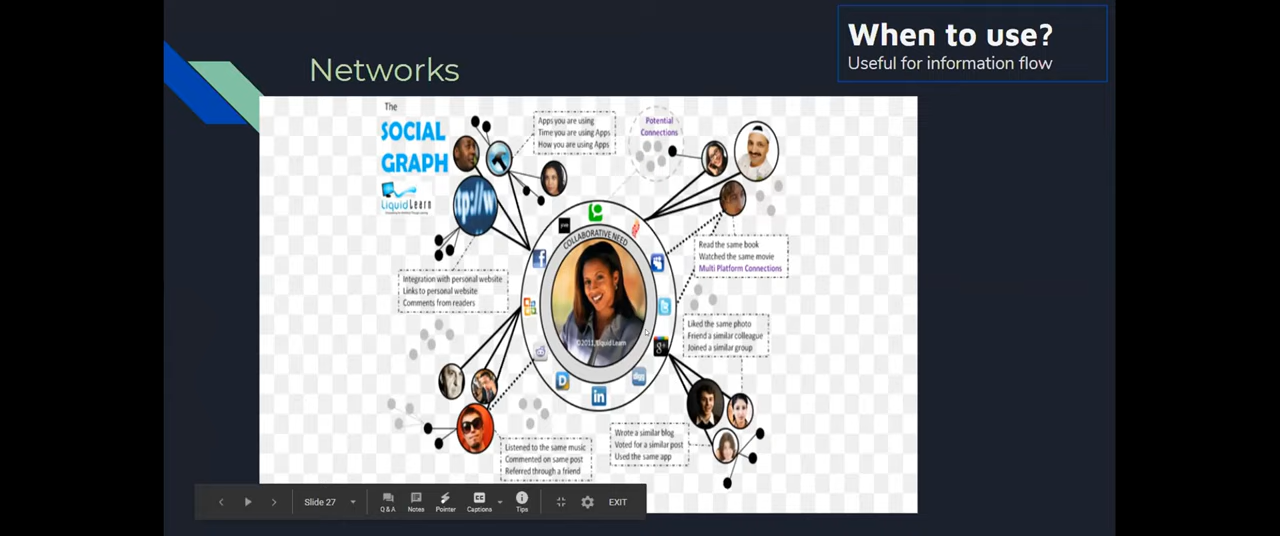 When to use?
Useful for information flow
Networks
The
SOCIAL
GRAPH
LiquidLearn
Apps you are using
Time you are using Apps
How you are using Apps
Potential
Connections
COLLABORATIVE NEED
tp://w
Read the same book
Watched the same movie
Multi Platform Connections
Integration with personal website
Links to personal website
Comments from readers
Liked the same photo
Friend a similar colleague
Joined a similar group
©2011, Liquid Learn
g+
digg
D
in
f
Wrote a similar blog
Voted for a similar post
Used the same app
Listened to the same music
Commented on same post
Referred through a friend
Slide 27
Q & A
Notes
Pointer
Captions
Tips
EXIT